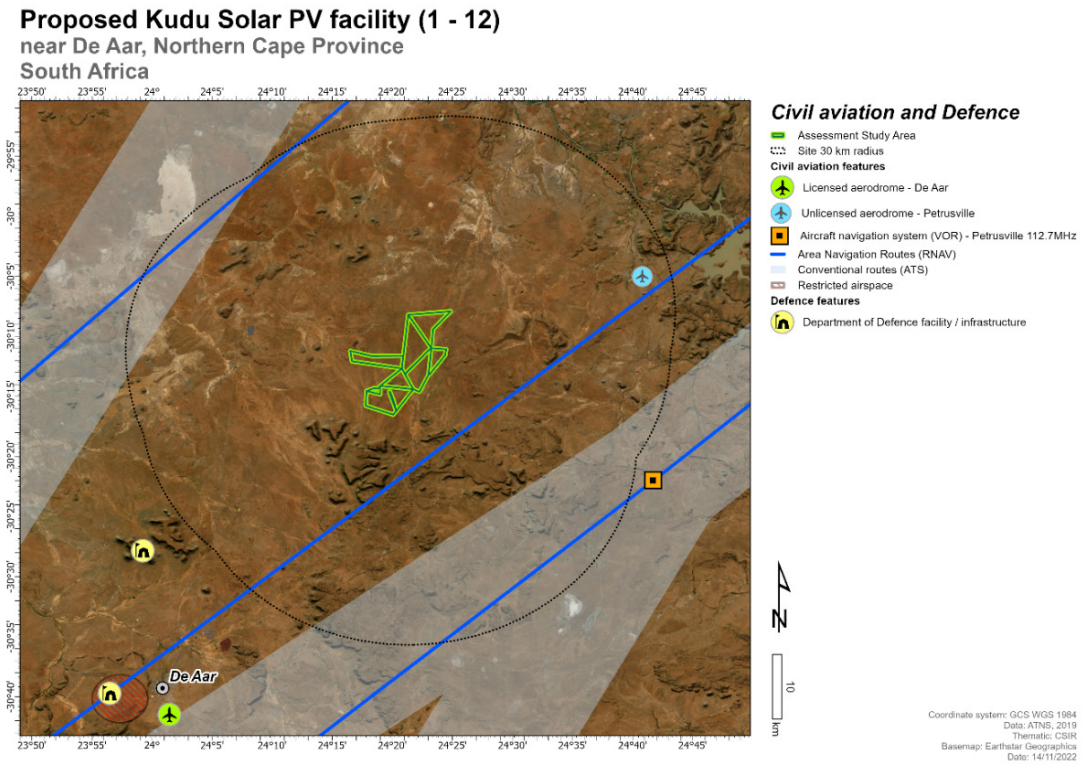 Proposed Kudu Solar PV facility (1 - 12)
near De Aar, Northern Cape Province
South Africa
23°50' 23°55' 24°0' 24°5' 24°10' 24°15' 24°20' 24°25' 24°30' 24°35' 24°40' 24°45'
-29°55'
-30°
-30°5'
-30°10'
-30°15'
-30°20'
-30°25'
-30°30'
-30°35'
-30°40'
De Aar
23°50' 23°55' 24°0' 24°5' 24°10' 24°15' 24°20' 24°25' 24°30' 24°35' 24°40' 24°45'
Civil aviation and Defence
Assessment Study Area
Site 30 km radius
Civil aviation features
Licensed aerodrome - De Aar
Unlicensed aerodrome - Petrusville
Aircraft navigation system (VOR) - Petrusville 112.7MHz
Area Navigation Routes (RNAV)
Conventional routes (ATS)
Restricted airspace
Defence features
Department of Defence facility / infrastructure
N
10
km
Coordinate system: GCS WGS 1984
Data: ATNS, 2019
Thematic: CSIR
Basemap: Earthstar Geographics
Date: 14/11/2022